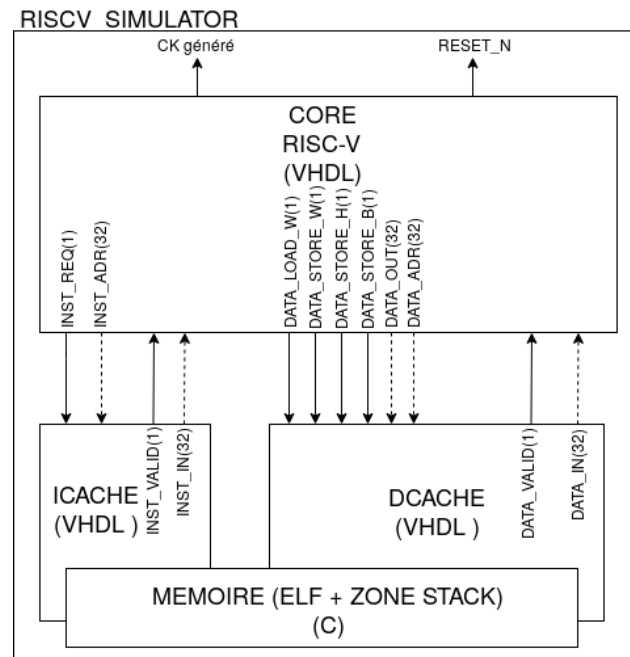 RISCV SIMULATOR
CK généré
RESET_N
CORE
RISC-V
(VHDL)
INST_REQ(1)
INST_ADR(32)
DATA_LOAD_W(1)
DATA_STORE_W(1)
DATA_STORE_H(1)
DATA_STORE_B(1)
DATA_OUT(32)
DATA_ADR(32)
ICACHE
(VHDL )
INST_VALID(1)
INST_IN(32)
DCACHE
(VHDL )
DATA_VALID(1)
DATA_IN(32)
MEMOIRE (ELF + ZONE STACK)
(C)